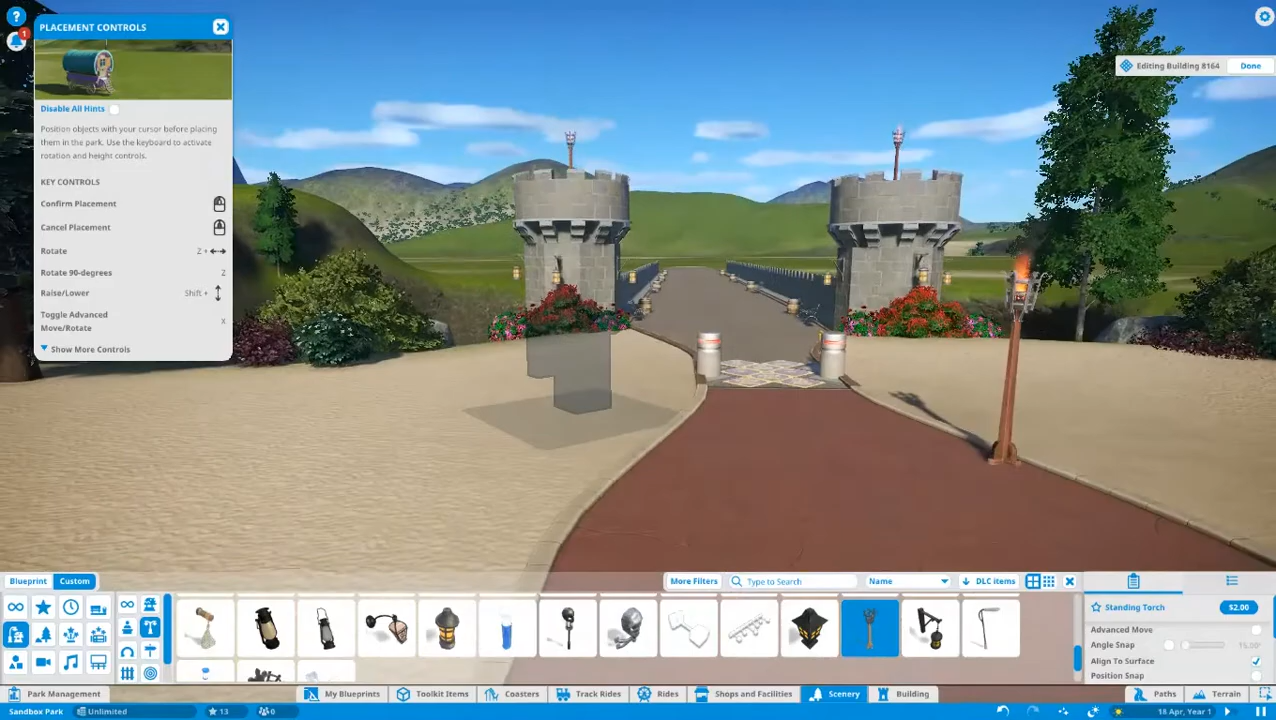 PLACEMENT CONTROLS
1
Disable All Hints
Position objects with your cursor before placing
them in the park. Use the keyboard to activate
rotation and height controls.
KEY CONTROLS
Confirm Placement
Cancel Placement
Rotate Z +
Rotate 90-degrees Z
Raise/Lower Shift +
Toggle Advanced
Move/Rotate X
Show More Controls
Editing Building 8164 Done
Blueprint Custom
More Filters Type to Search Name DLC items
Standing Torch $2.00
Advanced Move
Angle Snap 15.00°
Align To Surface
Position Snap
Park Management My Blueprints Toolkit Items Coasters Track Rides Rides Shops and Facilities Scenery Building Paths Terrain
Sandbox Park Unlimited 13 0 18 Apr, Year 1